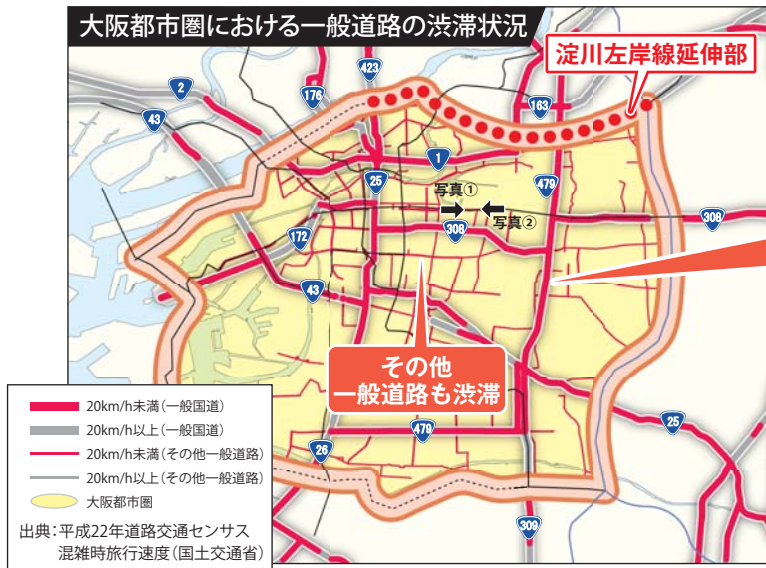 大阪都市圏における一般道路の渋滞状況
淀川左岸線延伸部
2
43
176
423
163
1
25
479
写真①
写真②
308
308
172
43
その他
一般道路も渋滞
479
26
25
309
20km/h未満(一般国道)
20km/h以上(一般国道)
20km/h未満(その他一般道路)
20km/h以上(その他一般道路)
大阪都市圏
出典:平成22年道路交通センサス
混雑時旅行速度(国土交通省)